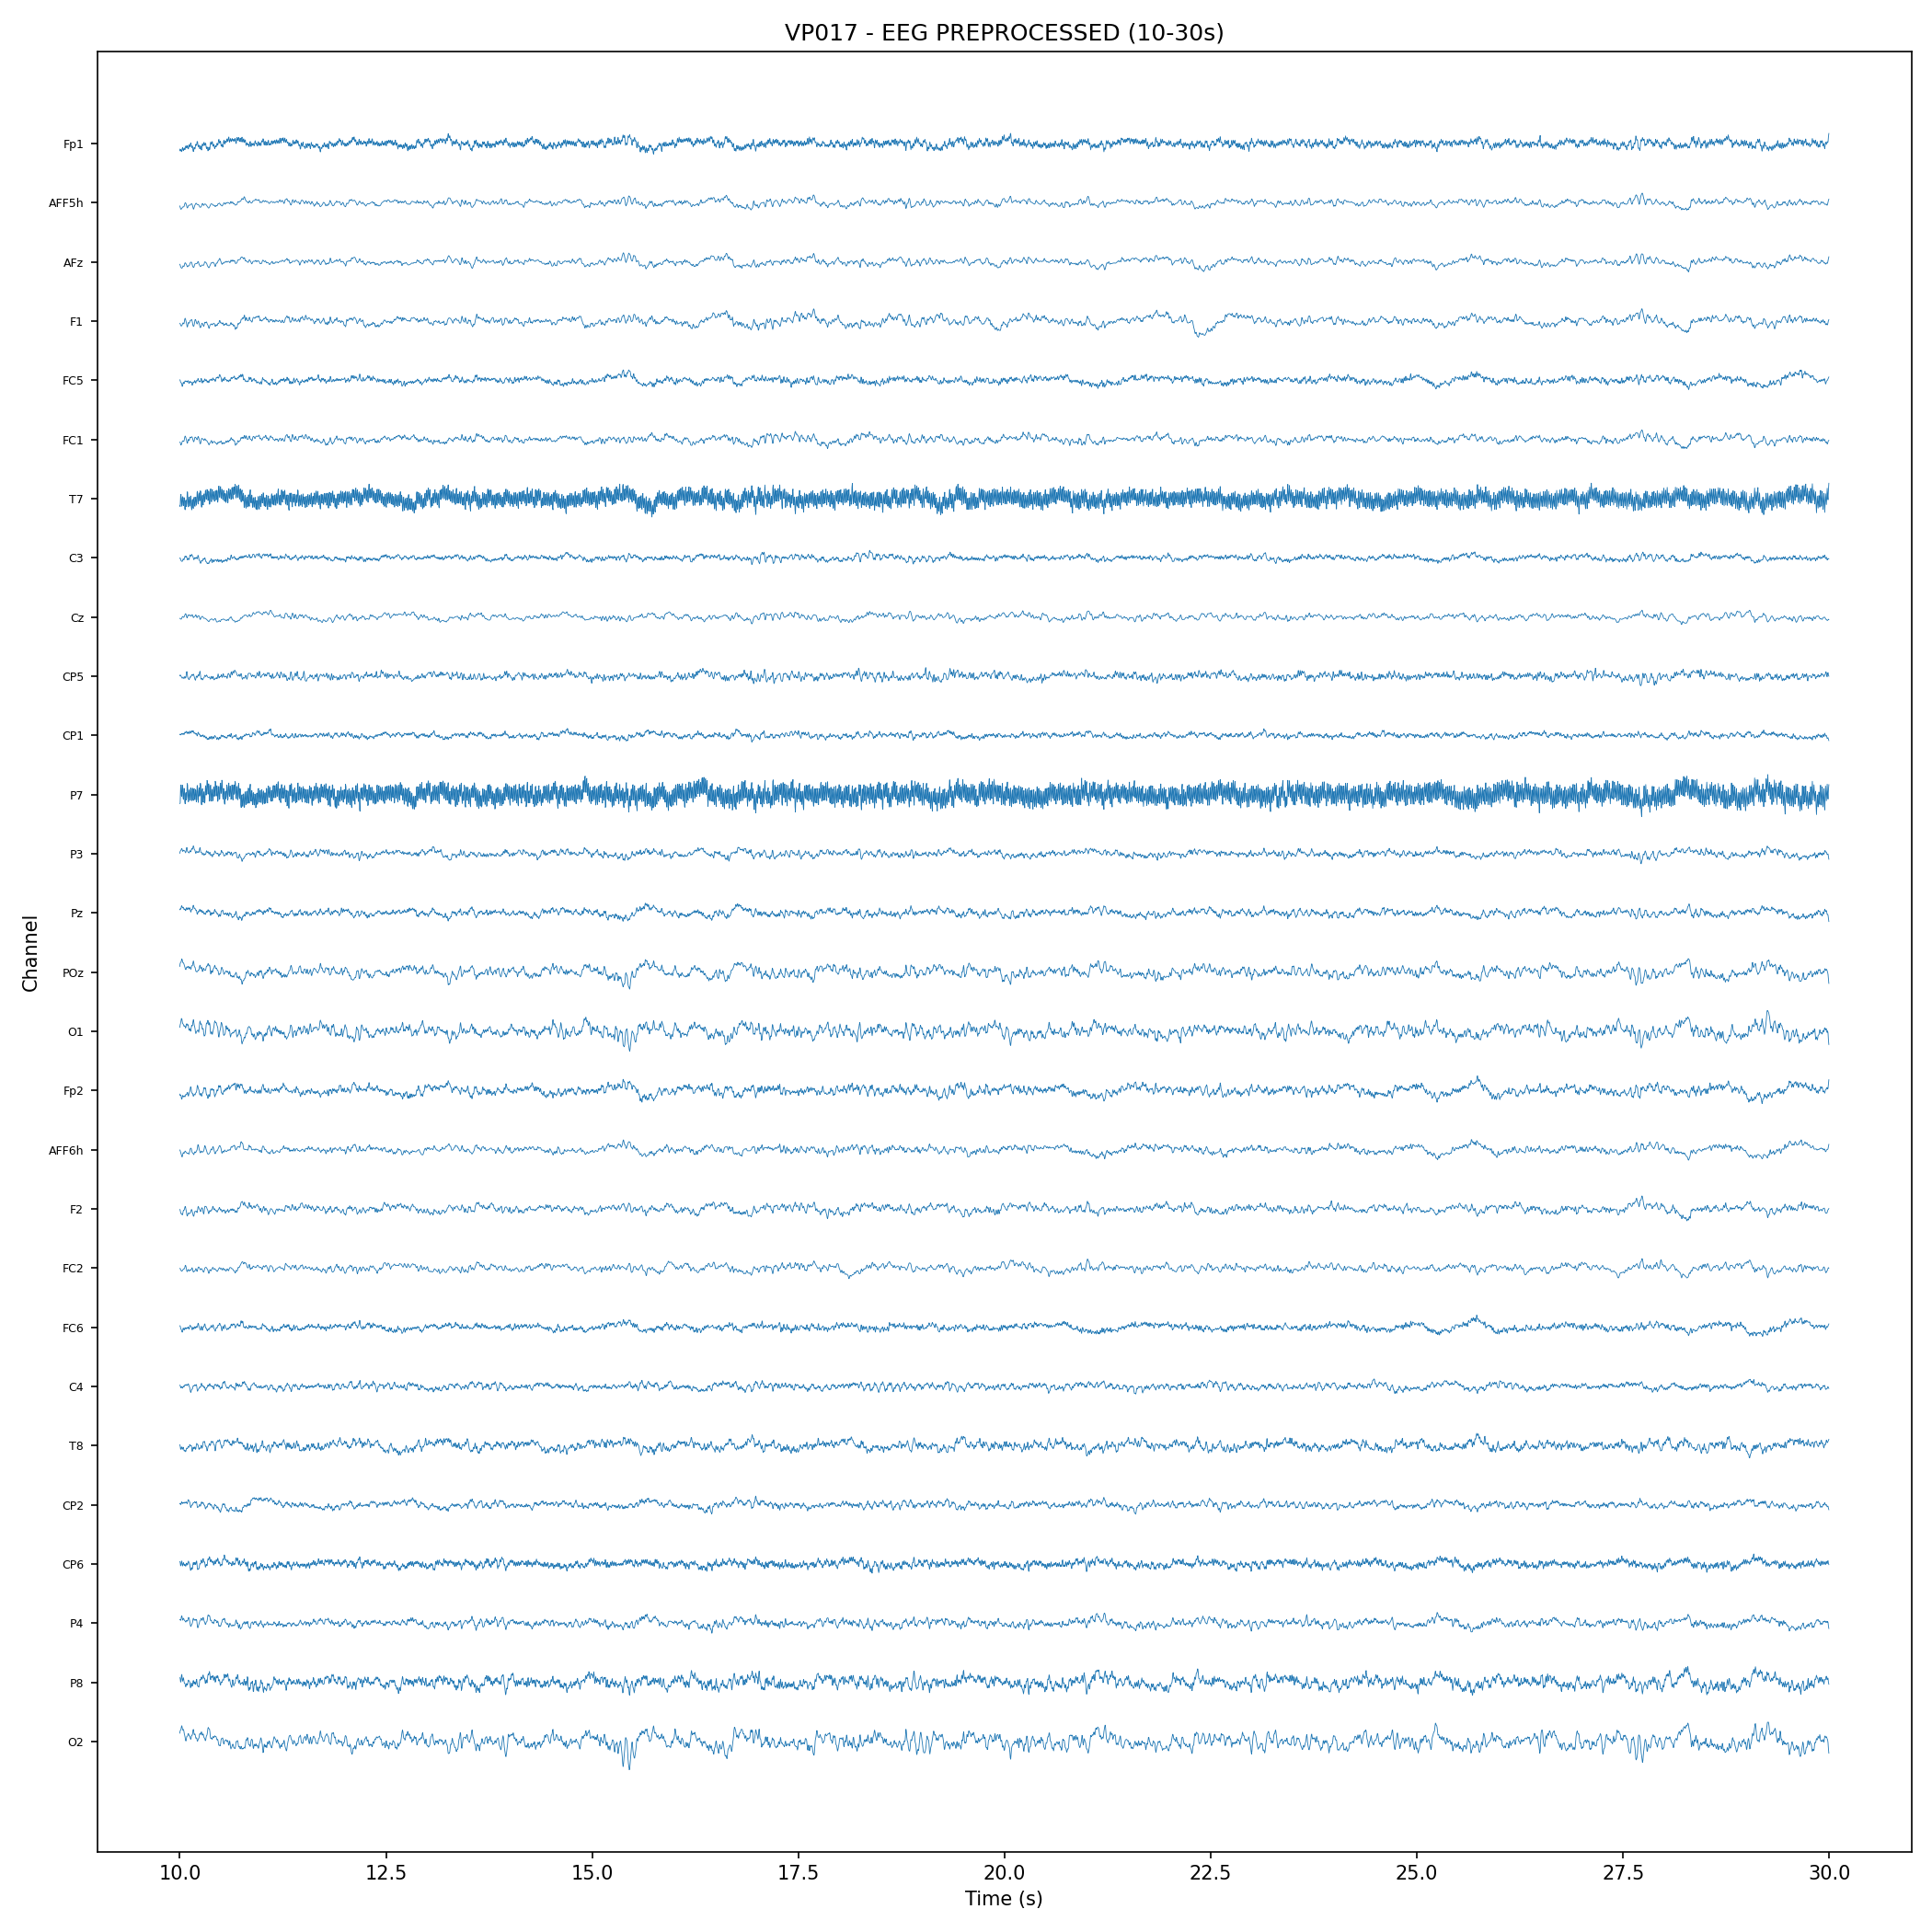 VP017 - EEG PREPROCESSED (10-30s)
Fp1
AFF5h
AFz
F1
FC5
FC1
T7
C3
Cz
CP5
CP1
P7
P3
Pz
POz
O1
Fp2
AFF6h
F2
FC2
FC6
C4
T8
CP2
CP6
P4
P8
O2
Channel
10.0 12.5 15.0 17.5 20.0 22.5 25.0 27.5 30.0
Time (s)